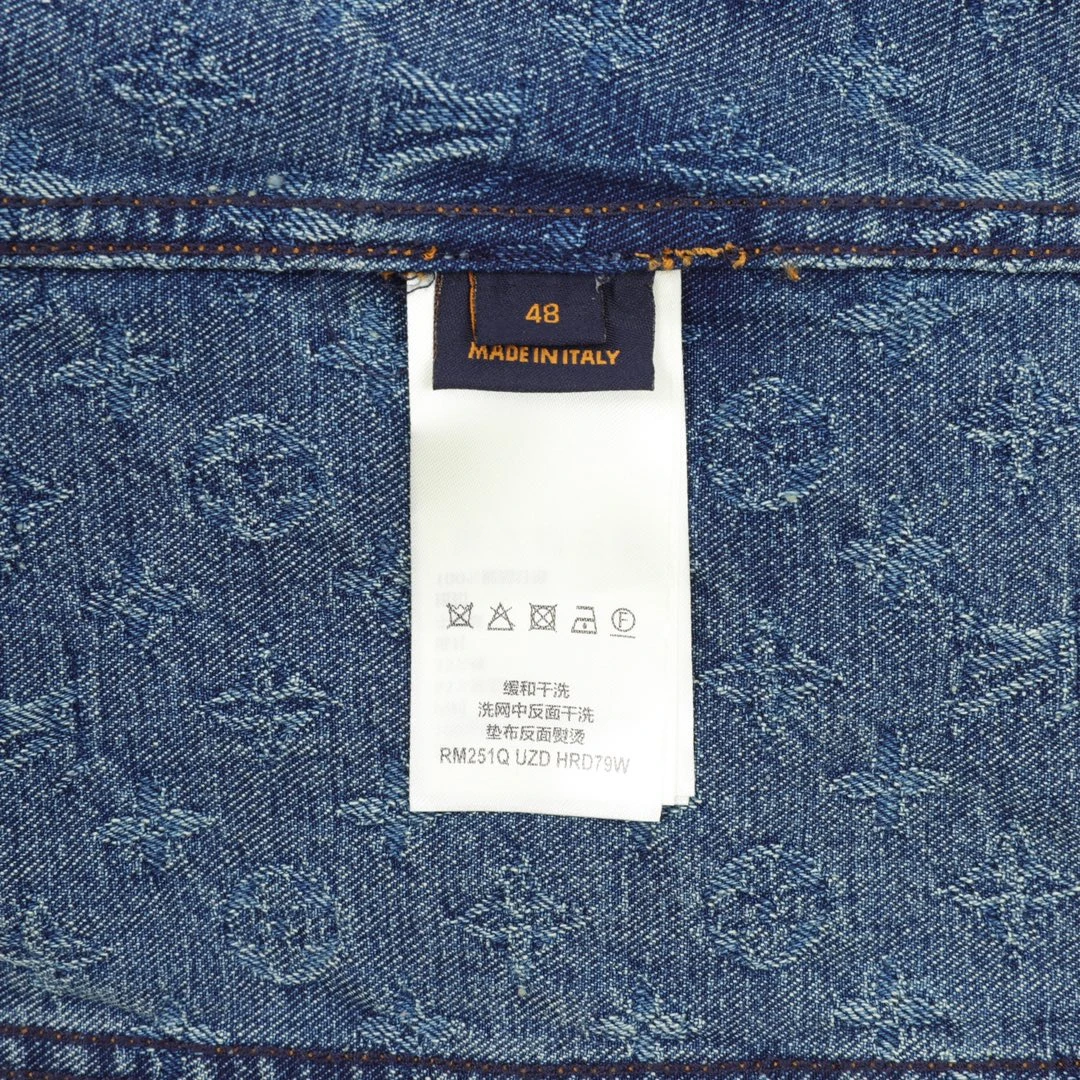 48
MADE IN ITALY
F
缓和干洗
洗网中反面干洗
垫布反面熨烫
RM251Q UZD HRD79W